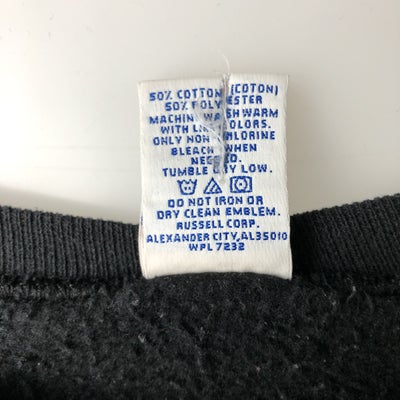 50% COTTON (COTON)
50% POLYESTER
MACHINE WASH WARM
WITH LIKE COLORS.
ONLY NON-CHLORINE
BLEACH WHEN
NEEDED.
TUMBLE DRY LOW.
DO NOT IRON OR
DRY CLEAN EMBLEM.
RUSSELL CORP.
ALEXANDER CITY,AL35010
WPL 7232